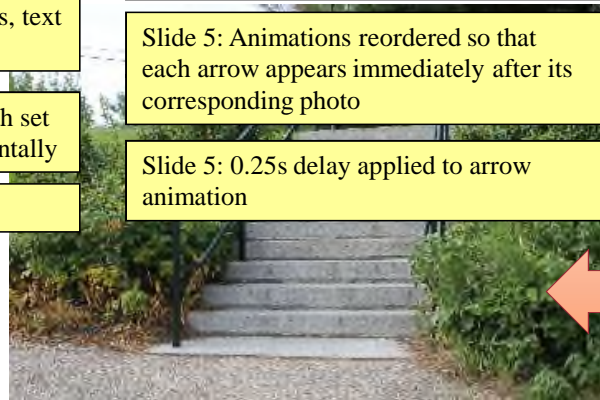 s, text
h set
ntally
Slide 5: Animations reordered so that
each arrow appears immediately after its
corresponding photo
Slide 5: 0.25s delay applied to arrow
animation